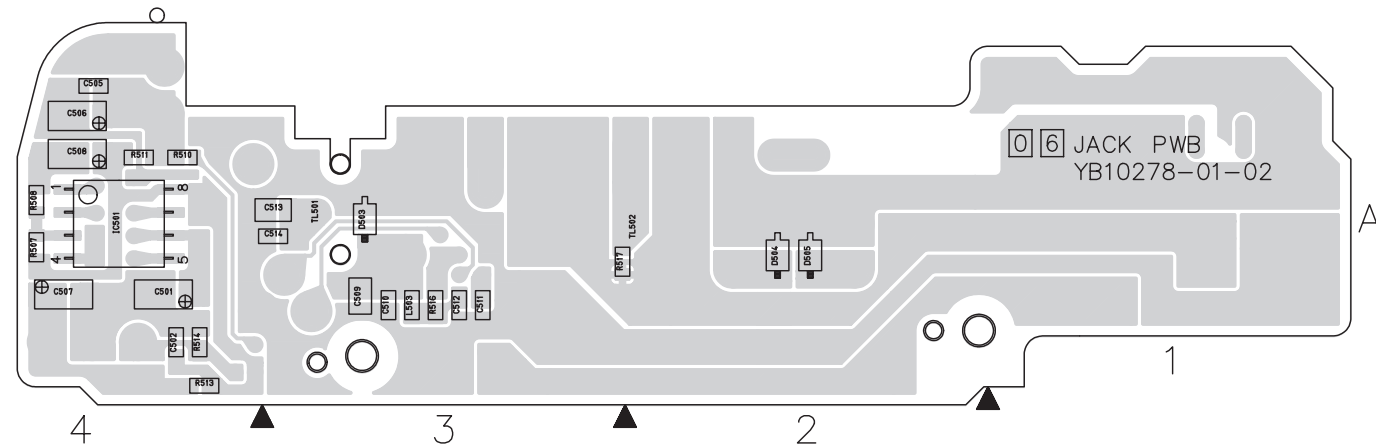 C505
C506
C508
R511
R510
0 6 JACK PWB
YB10278-01-02
1
8
R508
IC501
C513
TL501
D503
TL502
A
C514
R507
4
5
R517
D504
D505
C507
C501
C509
C510
L503
R516
C512
C511
C502
R514
R513
1
4
3
2